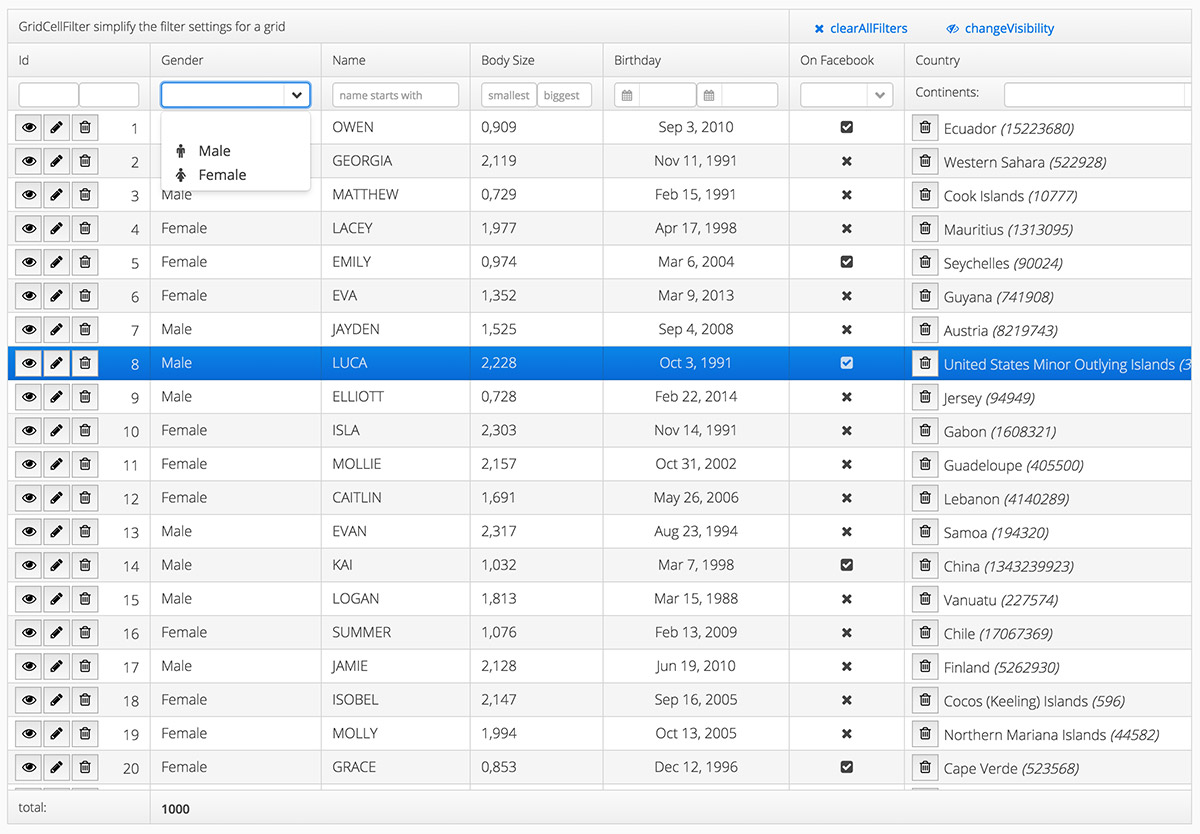 GridCellFilter simplify the filter settings for a grid clearAllFilters changeVisibility
Id Gender Name Body Size Birthday On Facebook Country
name starts with smallest biggest Continents:
1 OWEN 0,909 Sep 3, 2010 Ecuador (15223680)
Male
2 GEORGIA 2,119 Nov 11, 1991 Western Sahara (522928)
Female
3 Male MATTHEW 0,729 Feb 15, 1991 Cook Islands (10777)
4 Female LACEY 1,977 Apr 17, 1998 Mauritius (1313095)
5 Female EMILY 0,974 Mar 6, 2004 Seychelles (90024)
6 Female EVA 1,352 Mar 9, 2013 Guyana (741908)
7 Male JAYDEN 1,525 Sep 4, 2008 Austria (8219743)
8 Male LUCA 2,228 Oct 3, 1991 United States Minor Outlying Islands (3
9 Male ELLIOTT 0,728 Feb 22, 2014 Jersey (94949)
10 Female ISLA 2,303 Nov 14, 1991 Gabon (1608321)
11 Female MOLLIE 2,157 Oct 31, 2002 Guadeloupe (405500)
12 Female CAITLIN 1,691 May 26, 2006 Lebanon (4140289)
13 Male EVAN 2,317 Aug 23, 1994 Samoa (194320)
14 Male KAI 1,032 Mar 7, 1998 China (1343239923)
15 Male LOGAN 1,813 Mar 15, 1988 Vanuatu (227574)
16 Female SUMMER 1,076 Feb 13, 2009 Chile (17067369)
17 Male JAMIE 2,128 Jun 19, 2010 Finland (5262930)
18 Female ISOBEL 2,147 Sep 16, 2005 Cocos (Keeling) Islands (596)
19 Female MOLLY 1,994 Oct 13, 2005 Northern Mariana Islands (44582)
20 Female GRACE 0,853 Dec 12, 1996 Cape Verde (523568)
total: 1000